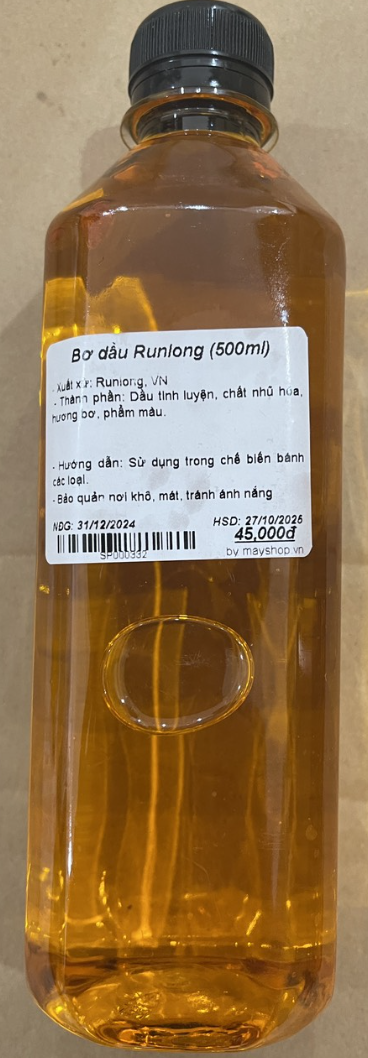 Bơ dầu Runlong (500ml)
- Xuất xứ: Runlong, VN
- Thành phần: Dầu tinh luyện, chất nhũ hóa,
hương bơ, phẩm màu.
- Hướng dẫn: Sử dụng trong chế biến bánh
các loại.
- Bảo quản nơi khô, mát, tránh ánh nắng
NĐG: 31/12/2024 HSD: 27/10/2026
45,000đ
SP000332 by mayshop.vn